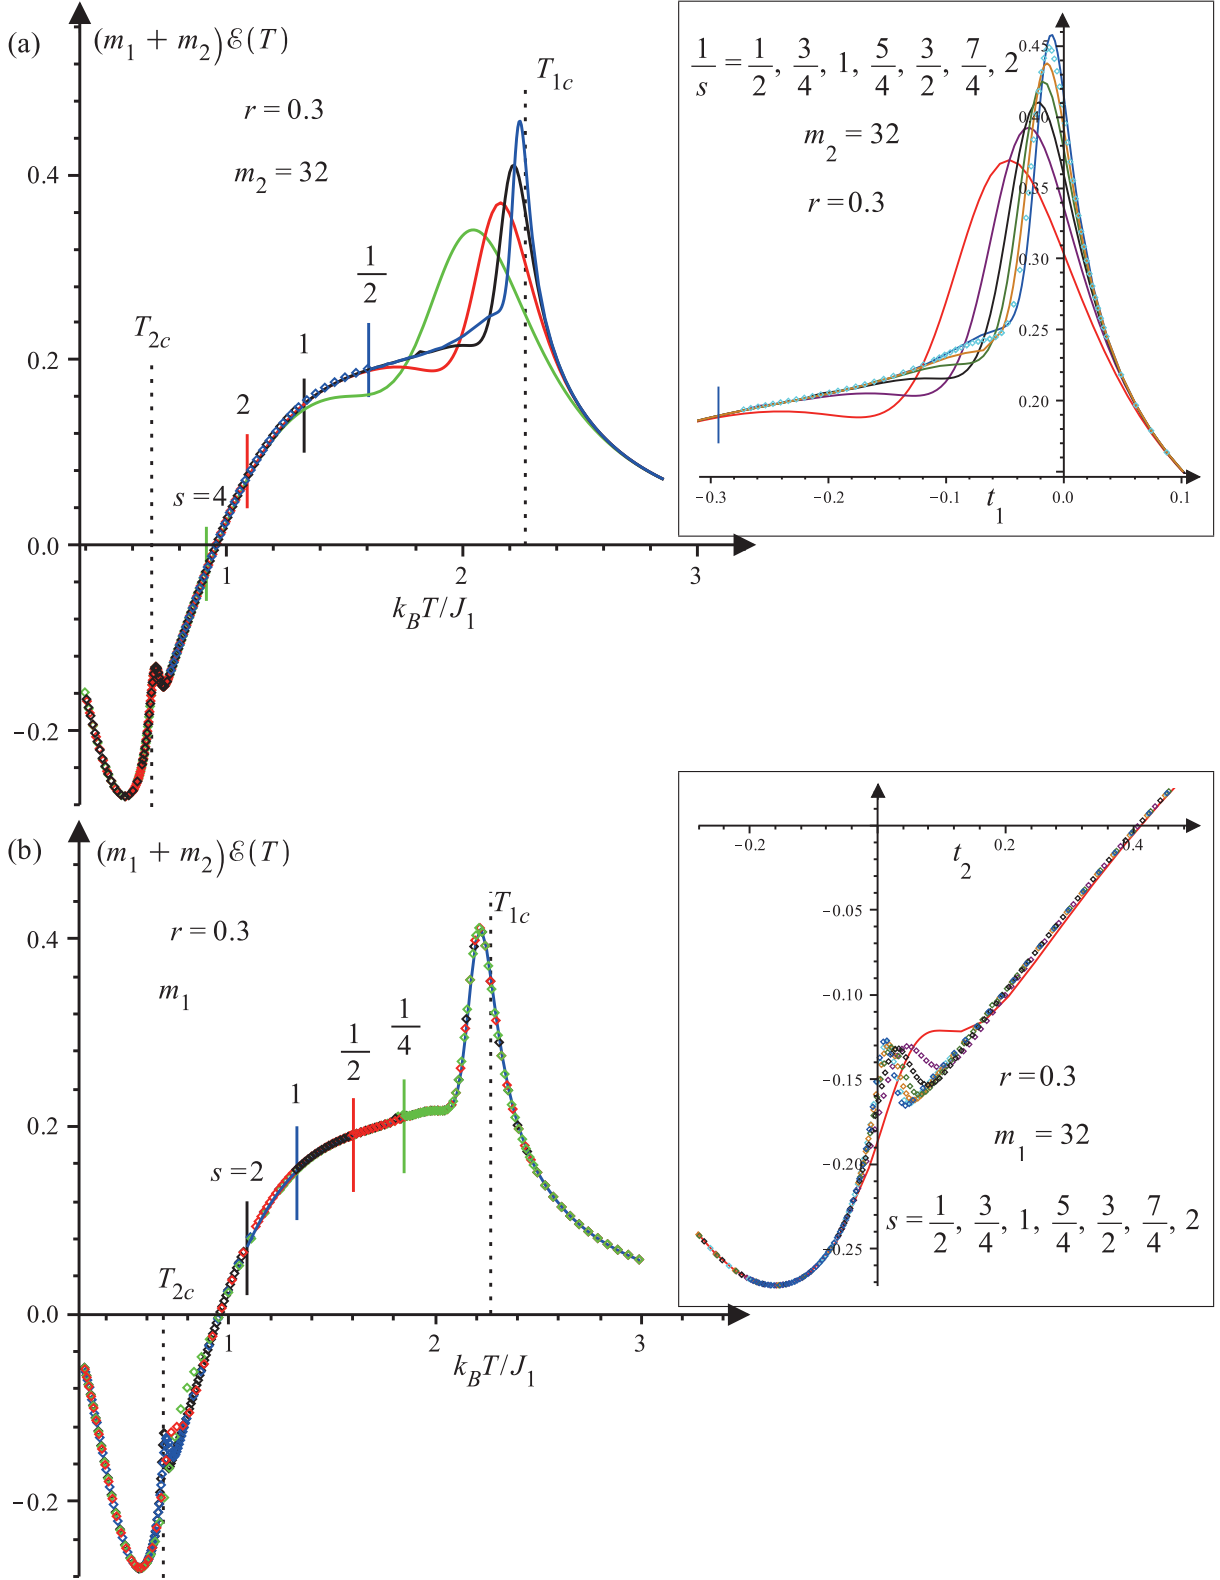 (a)
(m₁ + m₂)ℰ(T)
r = 0.3
m₂ = 32
T₁c
T₂c
0.4
0.2
0.0
−0.2
s = 4
2
1
1/2
1
2
3
k_B T/J₁
1/s = 1/2, 3/4, 1, 5/4, 3/2, 7/4, 2
m₂ = 32
r = 0.3
0.45
0.40
0.35
0.30
0.25
0.20
−0.3
−0.2
−0.1
0.0
0.1
t₁
(b)
(m₁ + m₂)ℰ(T)
r = 0.3
m₁
T₁c
T₂c
0.4
0.2
0.0
−0.2
s = 2
1
1/2
1/4
1
2
3
k_B T/J₁
−0.2
t₂
0.2
0.4
−0.05
−0.10
−0.15
−0.20
−0.25
r = 0.3
m₁ = 32
s = 1/2, 3/4, 1, 5/4, 3/2, 7/4, 2